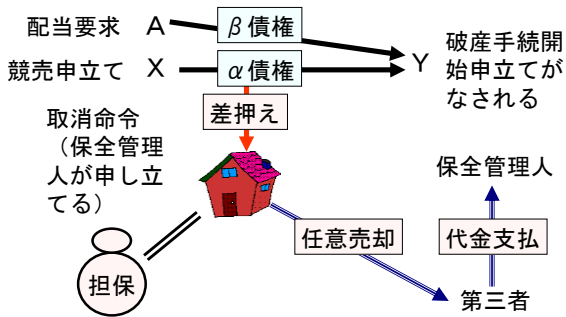 配当要求 A β債権
競売申立て X α債権 Y
破産手続開
始申立てが
なされる
差押え
取消命令
（保全管理
人が申し立
てる）
保全管理人
任意売却
代金支払
担保
第三者